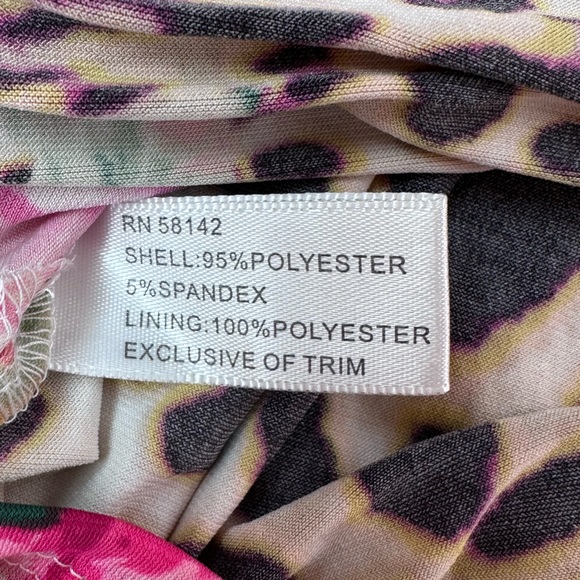 RN 58142
SHELL:95%POLYESTER
5%SPANDEX
LINING:100%POLYESTER
EXCLUSIVE OF TRIM